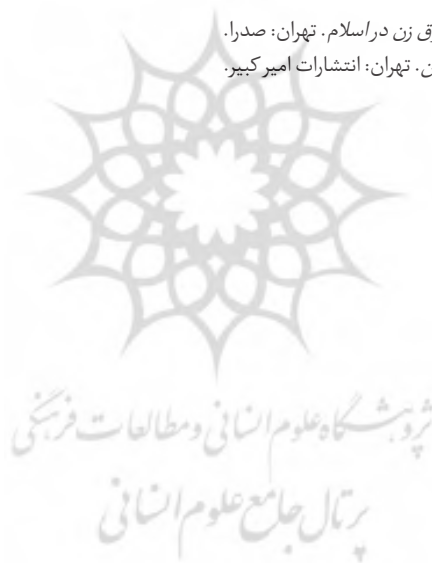 ق زن در اسلام. تهران: صدرا.
ن. تهران: انتشارات امیرکبیر.
پژوهشگاه علوم انسانی و مطالعات فرهنگی
پرتال جامع علوم انسانی